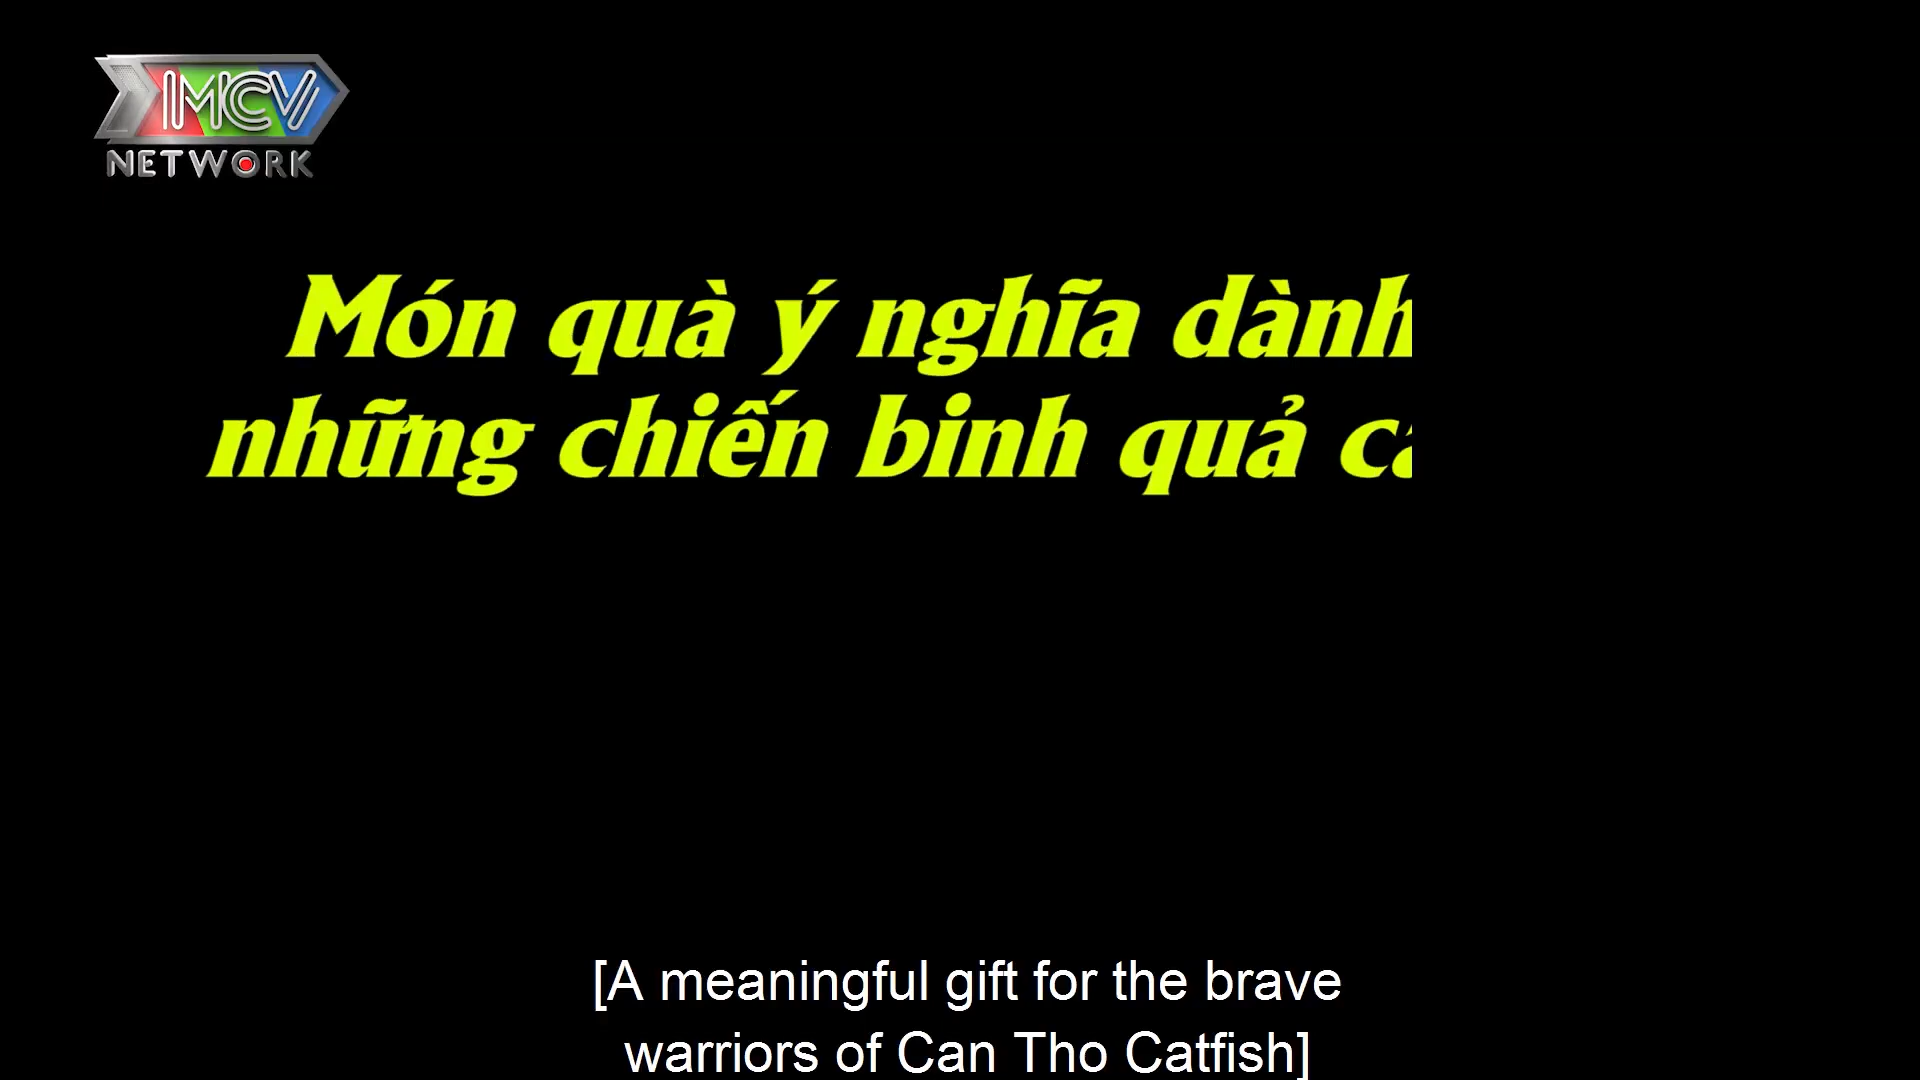 MCV
NETWORK
Món quà ý nghĩa dành
những chiến binh quả
[A meaningful gift for the brave
warriors of Can Tho Catfish]